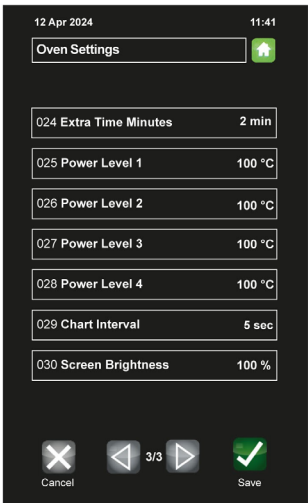 12 Apr 2024 11:41
Oven Settings
024 Extra Time Minutes 2 min
025 Power Level 1 100 °C
026 Power Level 2 100 °C
027 Power Level 3 100 °C
028 Power Level 4 100 °C
029 Chart Interval 5 sec
030 Screen Brightness 100 %
3/3
Cancel Save